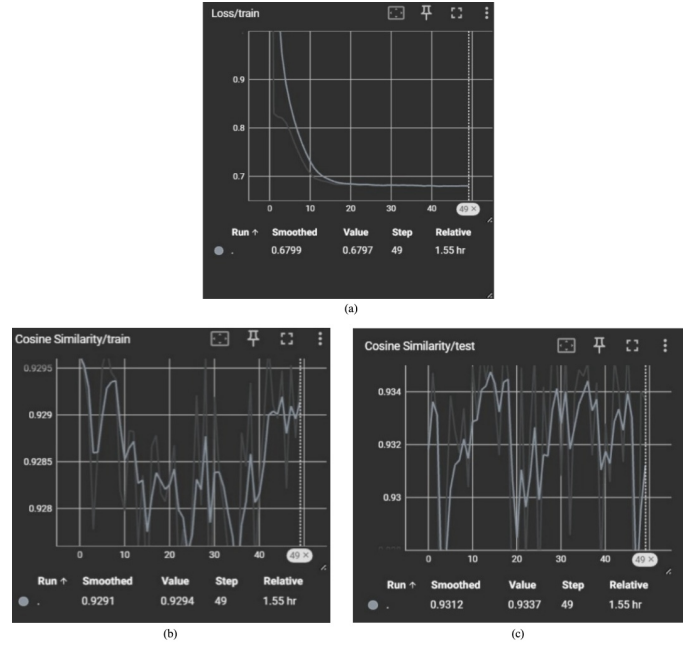 Loss/train
0.9
0.8
0.7
0 10 20 30 40 49 ×
Run ↑ Smoothed Value Step Relative
. 0.6799 0.6797 49 1.55 hr
(a)
Cosine Similarity/train
0.9295
0.929
0.9285
0.928
0 10 20 30 40 49 ×
Run ↑ Smoothed Value Step Relative
. 0.9291 0.9294 49 1.55 hr
(b)
Cosine Similarity/test
0.934
0.932
0.93
0 10 20 30 40 49 ×
Run ↑ Smoothed Value Step Relative
. 0.9312 0.9337 49 1.55 hr
(c)